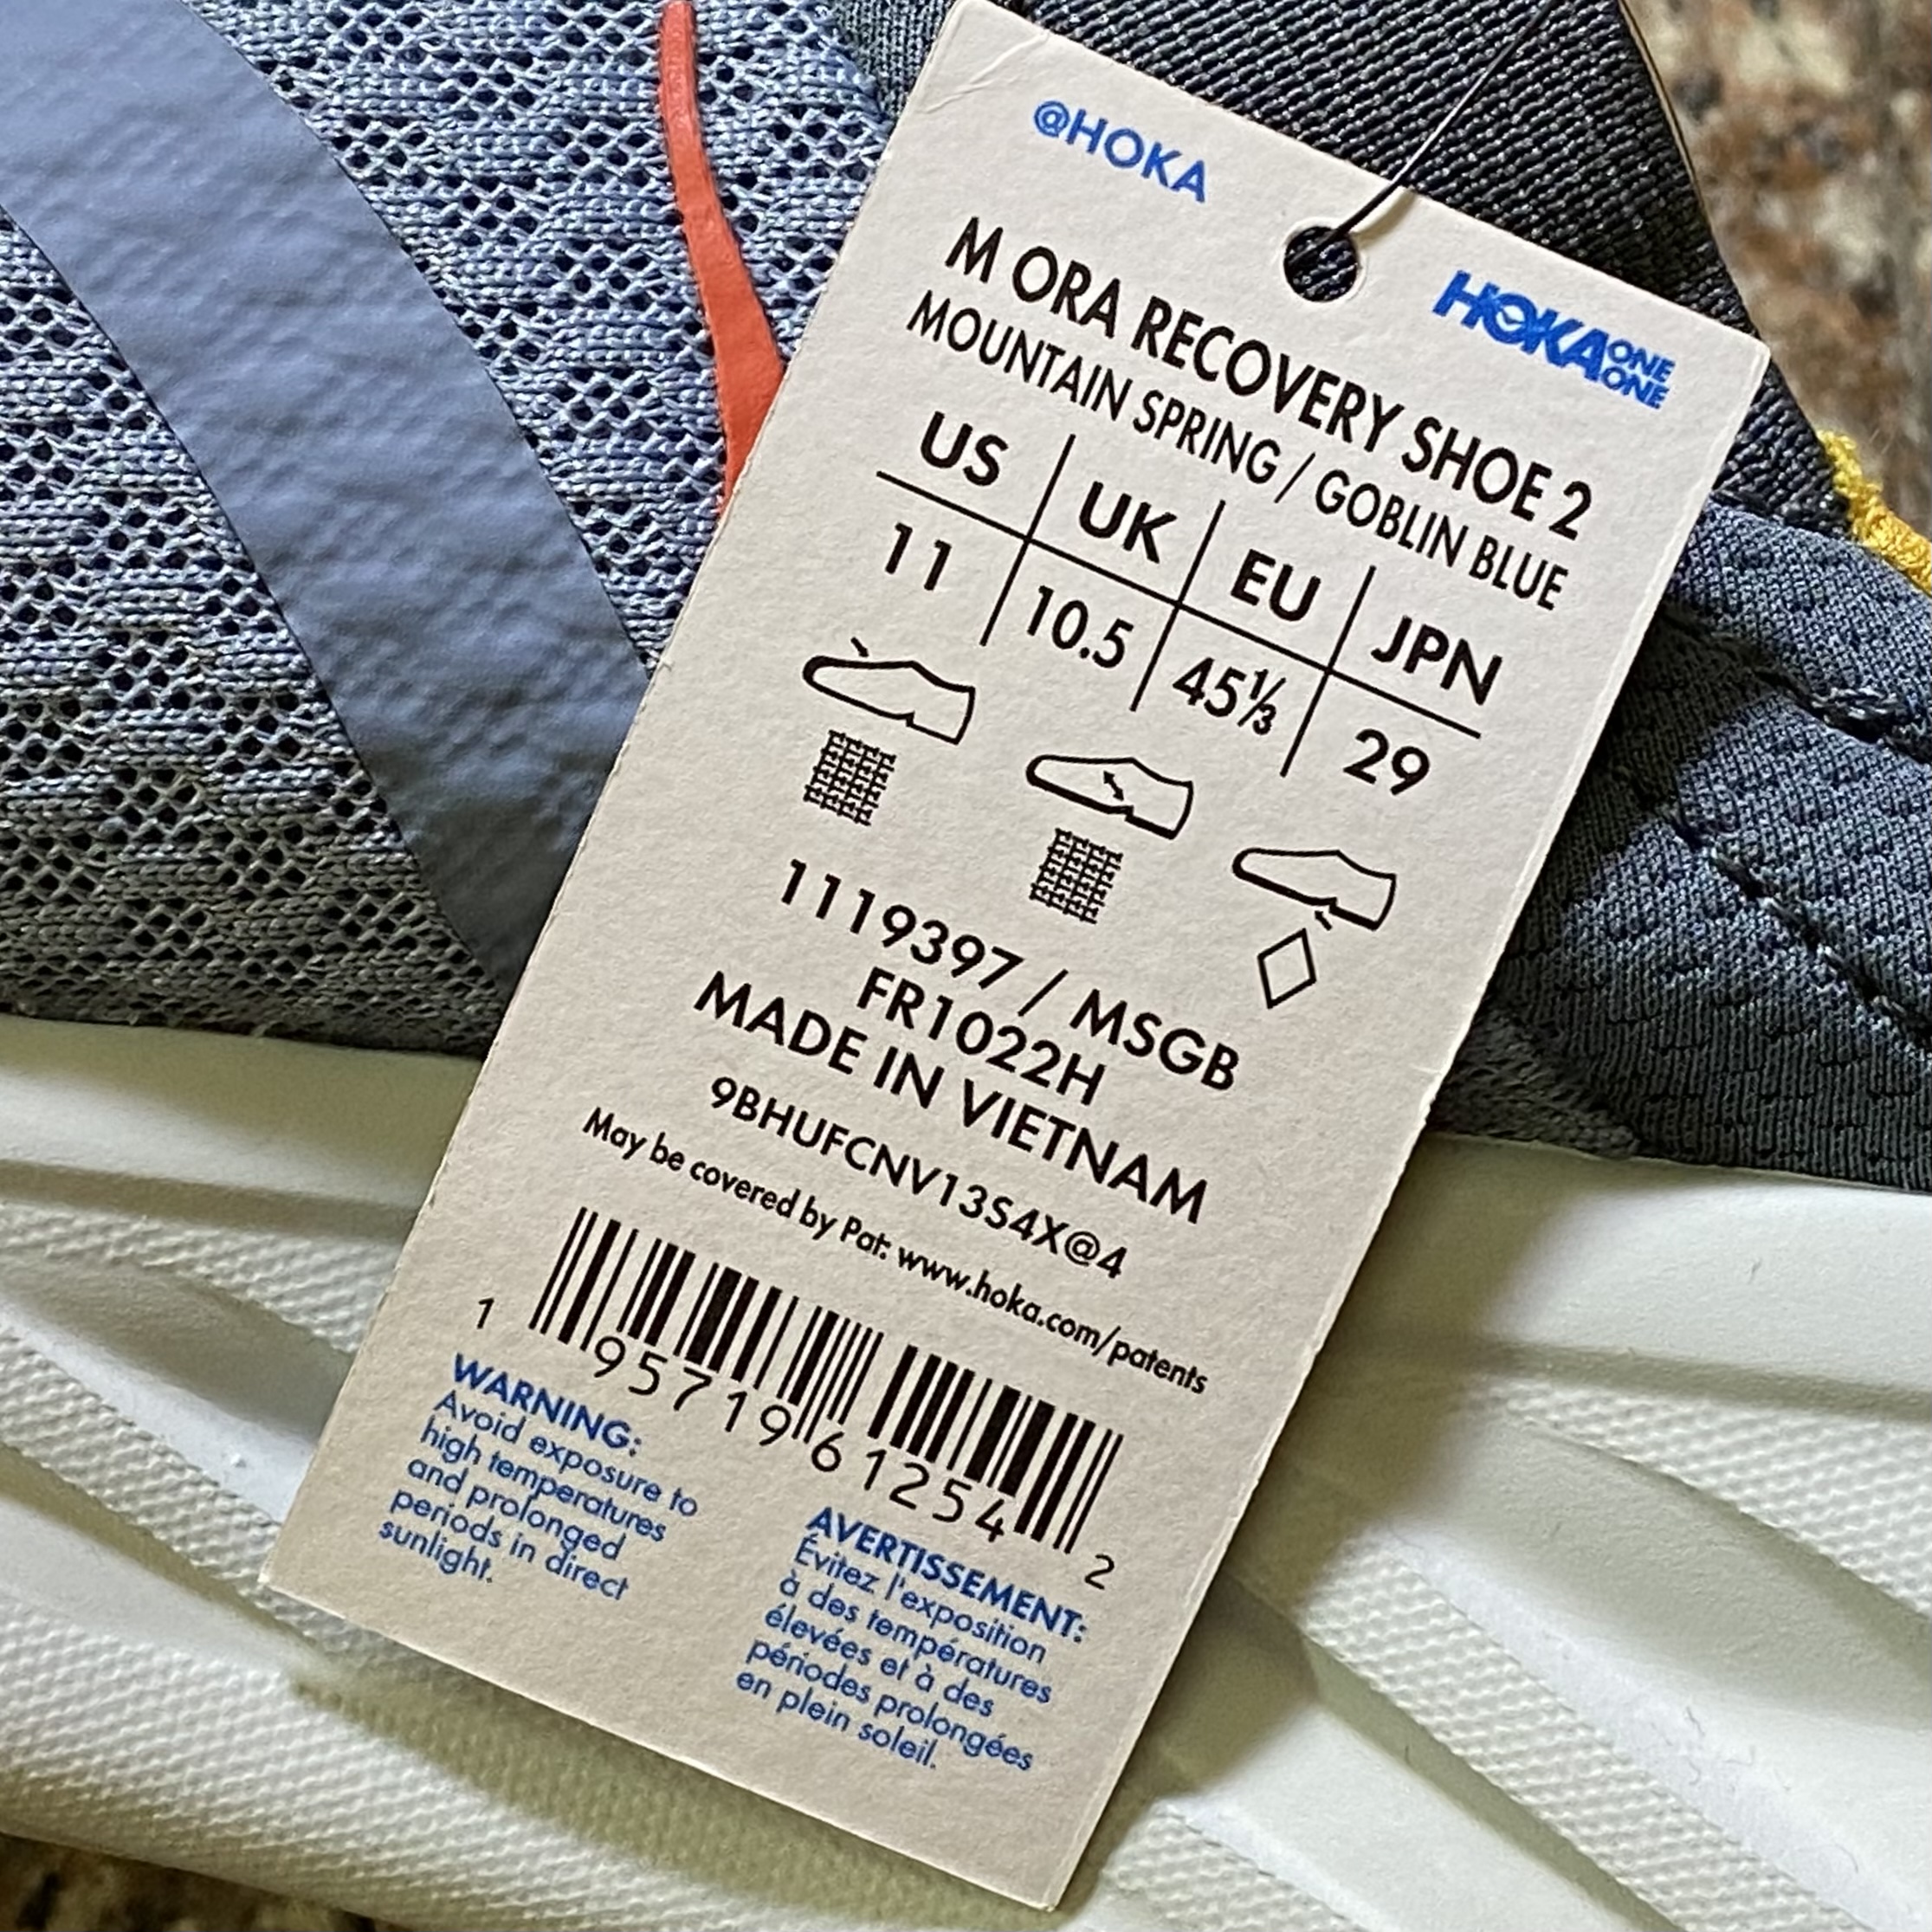 @HOKA
HOKA ONE ONE
M ORA RECOVERY SHOE 2
MOUNTAIN SPRING / GOBLIN BLUE
US UK EU JPN
11 10.5 45⅓ 29
1119397 / MSGB
FR1022H
MADE IN VIETNAM
9BHUFCNV13S4X@4
May be covered by Pat: www.hoka.com/patents
1 95719 61254 2
WARNING:
Avoid exposure to
high temperatures
and prolonged
periods in direct
sunlight.
AVERTISSEMENT:
Évitez l'exposition
à des températures
élevées et à des
périodes prolongées
en plein soleil.